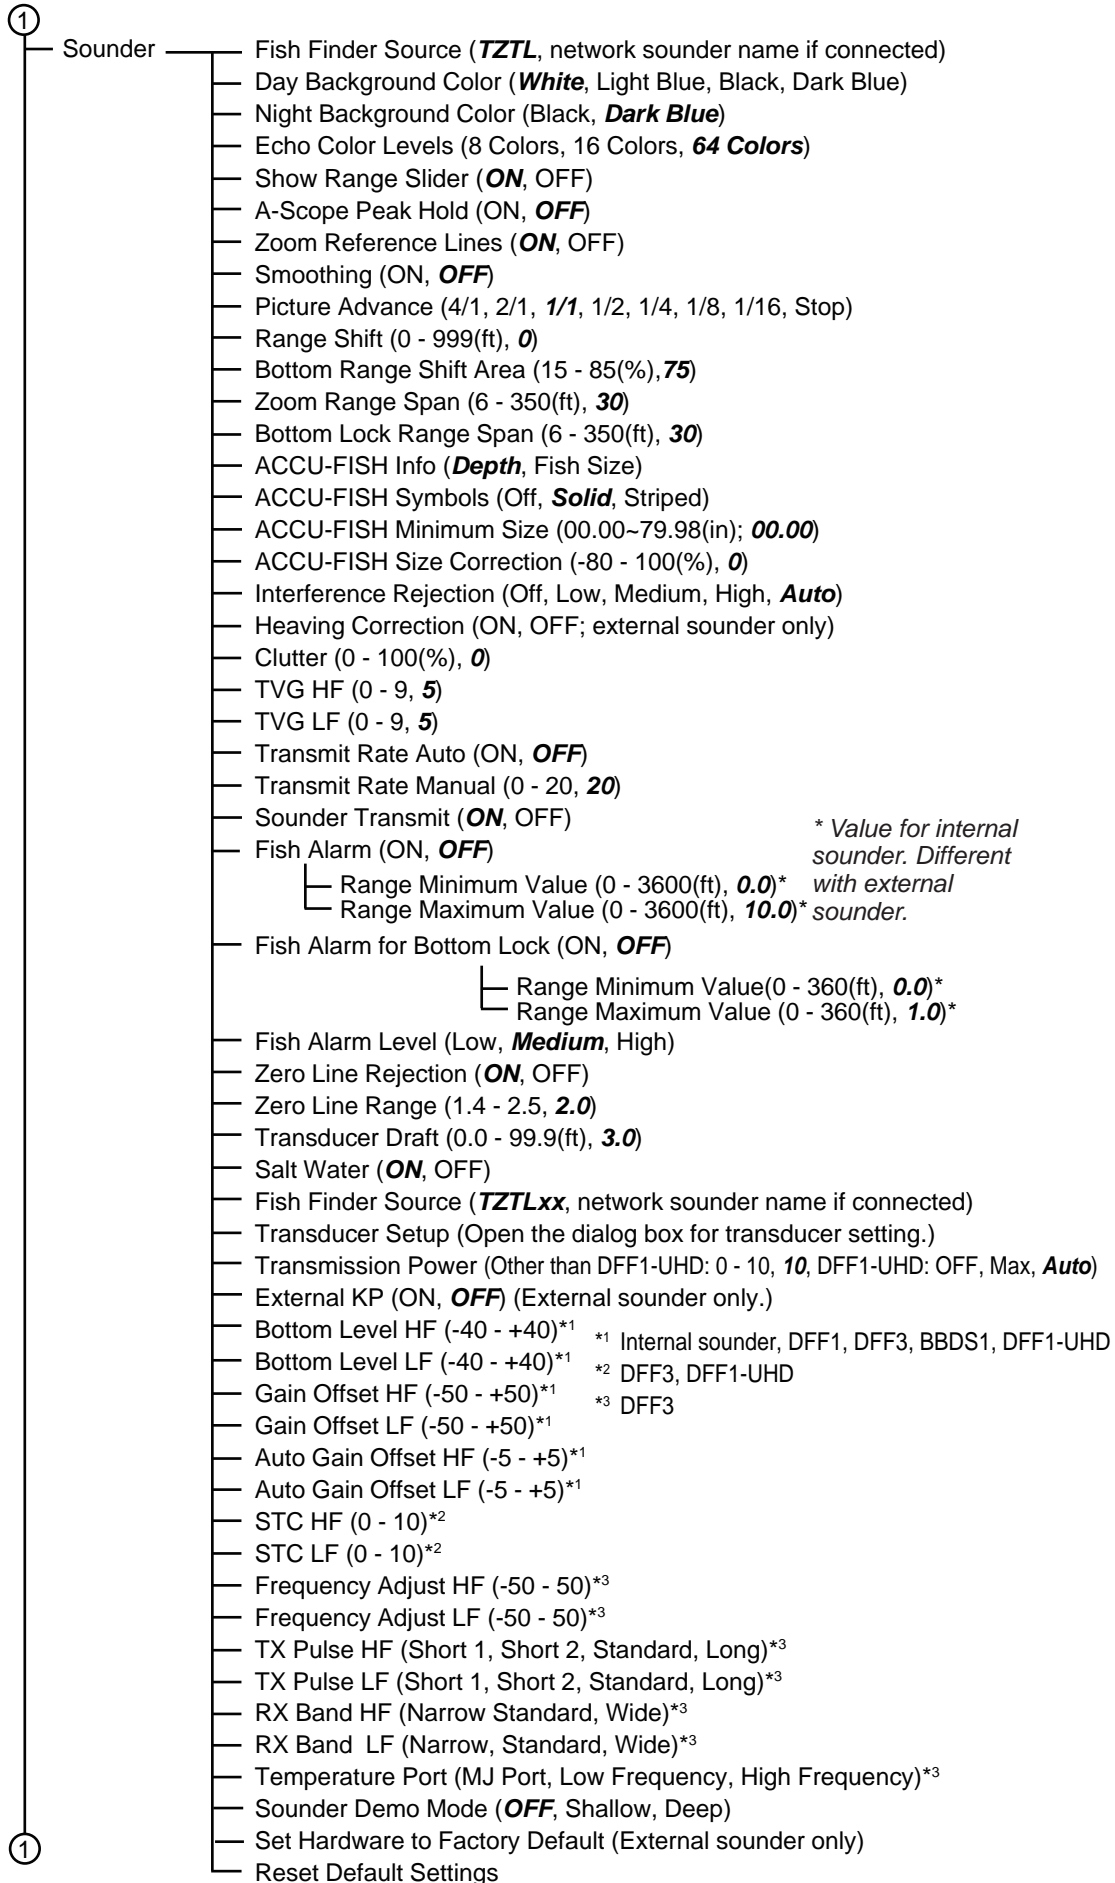 1
Sounder
Fish Finder Source (TZTL, network sounder name if connected)
Day Background Color (White, Light Blue, Black, Dark Blue)
Night Background Color (Black, Dark Blue)
Echo Color Levels (8 Colors, 16 Colors, 64 Colors)
Show Range Slider (ON, OFF)
A-Scope Peak Hold (ON, OFF)
Zoom Reference Lines (ON, OFF)
Smoothing (ON, OFF)
Picture Advance (4/1, 2/1, 1/1, 1/2, 1/4, 1/8, 1/16, Stop)
Range Shift (0 - 999(ft), 0)
Bottom Range Shift Area (15 - 85(%),75)
Zoom Range Span (6 - 350(ft), 30)
Bottom Lock Range Span (6 - 350(ft), 30)
ACCU-FISH Info (Depth, Fish Size)
ACCU-FISH Symbols (Off, Solid, Striped)
ACCU-FISH Minimum Size (00.00~79.98(in); 00.00)
ACCU-FISH Size Correction (-80 - 100(%), 0)
Interference Rejection (Off, Low, Medium, High, Auto)
Heaving Correction (ON, OFF; external sounder only)
Clutter (0 - 100(%), 0)
TVG HF (0 - 9, 5)
TVG LF (0 - 9, 5)
Transmit Rate Auto (ON, OFF)
Transmit Rate Manual (0 - 20, 20)
Sounder Transmit (ON, OFF)
Fish Alarm (ON, OFF)
Range Minimum Value (0 - 3600(ft), 0.0)*
Range Maximum Value (0 - 3600(ft), 10.0)*
* Value for internal
sounder. Different
with external
sounder.
Fish Alarm for Bottom Lock (ON, OFF)
Range Minimum Value(0 - 360(ft), 0.0)*
Range Maximum Value (0 - 360(ft), 1.0)*
Fish Alarm Level (Low, Medium, High)
Zero Line Rejection (ON, OFF)
Zero Line Range (1.4 - 2.5, 2.0)
Transducer Draft (0.0 - 99.9(ft), 3.0)
Salt Water (ON, OFF)
Fish Finder Source (TZTLxx, network sounder name if connected)
Transducer Setup (Open the dialog box for transducer setting.)
Transmission Power (Other than DFF1-UHD: 0 - 10, 10, DFF1-UHD: OFF, Max, Auto)
External KP (ON, OFF) (External sounder only.)
Bottom Level HF (-40 - +40)*1
Bottom Level LF (-40 - +40)*1
Gain Offset HF (-50 - +50)*1
Gain Offset LF (-50 - +50)*1
*1 Internal sounder, DFF1, DFF3, BBDS1, DFF1-UHD
*2 DFF3, DFF1-UHD
*3 DFF3
Auto Gain Offset HF (-5 - +5)*1
Auto Gain Offset LF (-5 - +5)*1
STC HF (0 - 10)*2
STC LF (0 - 10)*2
Frequency Adjust HF (-50 - 50)*3
Frequency Adjust LF (-50 - 50)*3
TX Pulse HF (Short 1, Short 2, Standard, Long)*3
TX Pulse LF (Short 1, Short 2, Standard, Long)*3
RX Band HF (Narrow Standard, Wide)*3
RX Band LF (Narrow, Standard, Wide)*3
Temperature Port (MJ Port, Low Frequency, High Frequency)*3
Sounder Demo Mode (OFF, Shallow, Deep)
Set Hardware to Factory Default (External sounder only)
Reset Default Settings
1